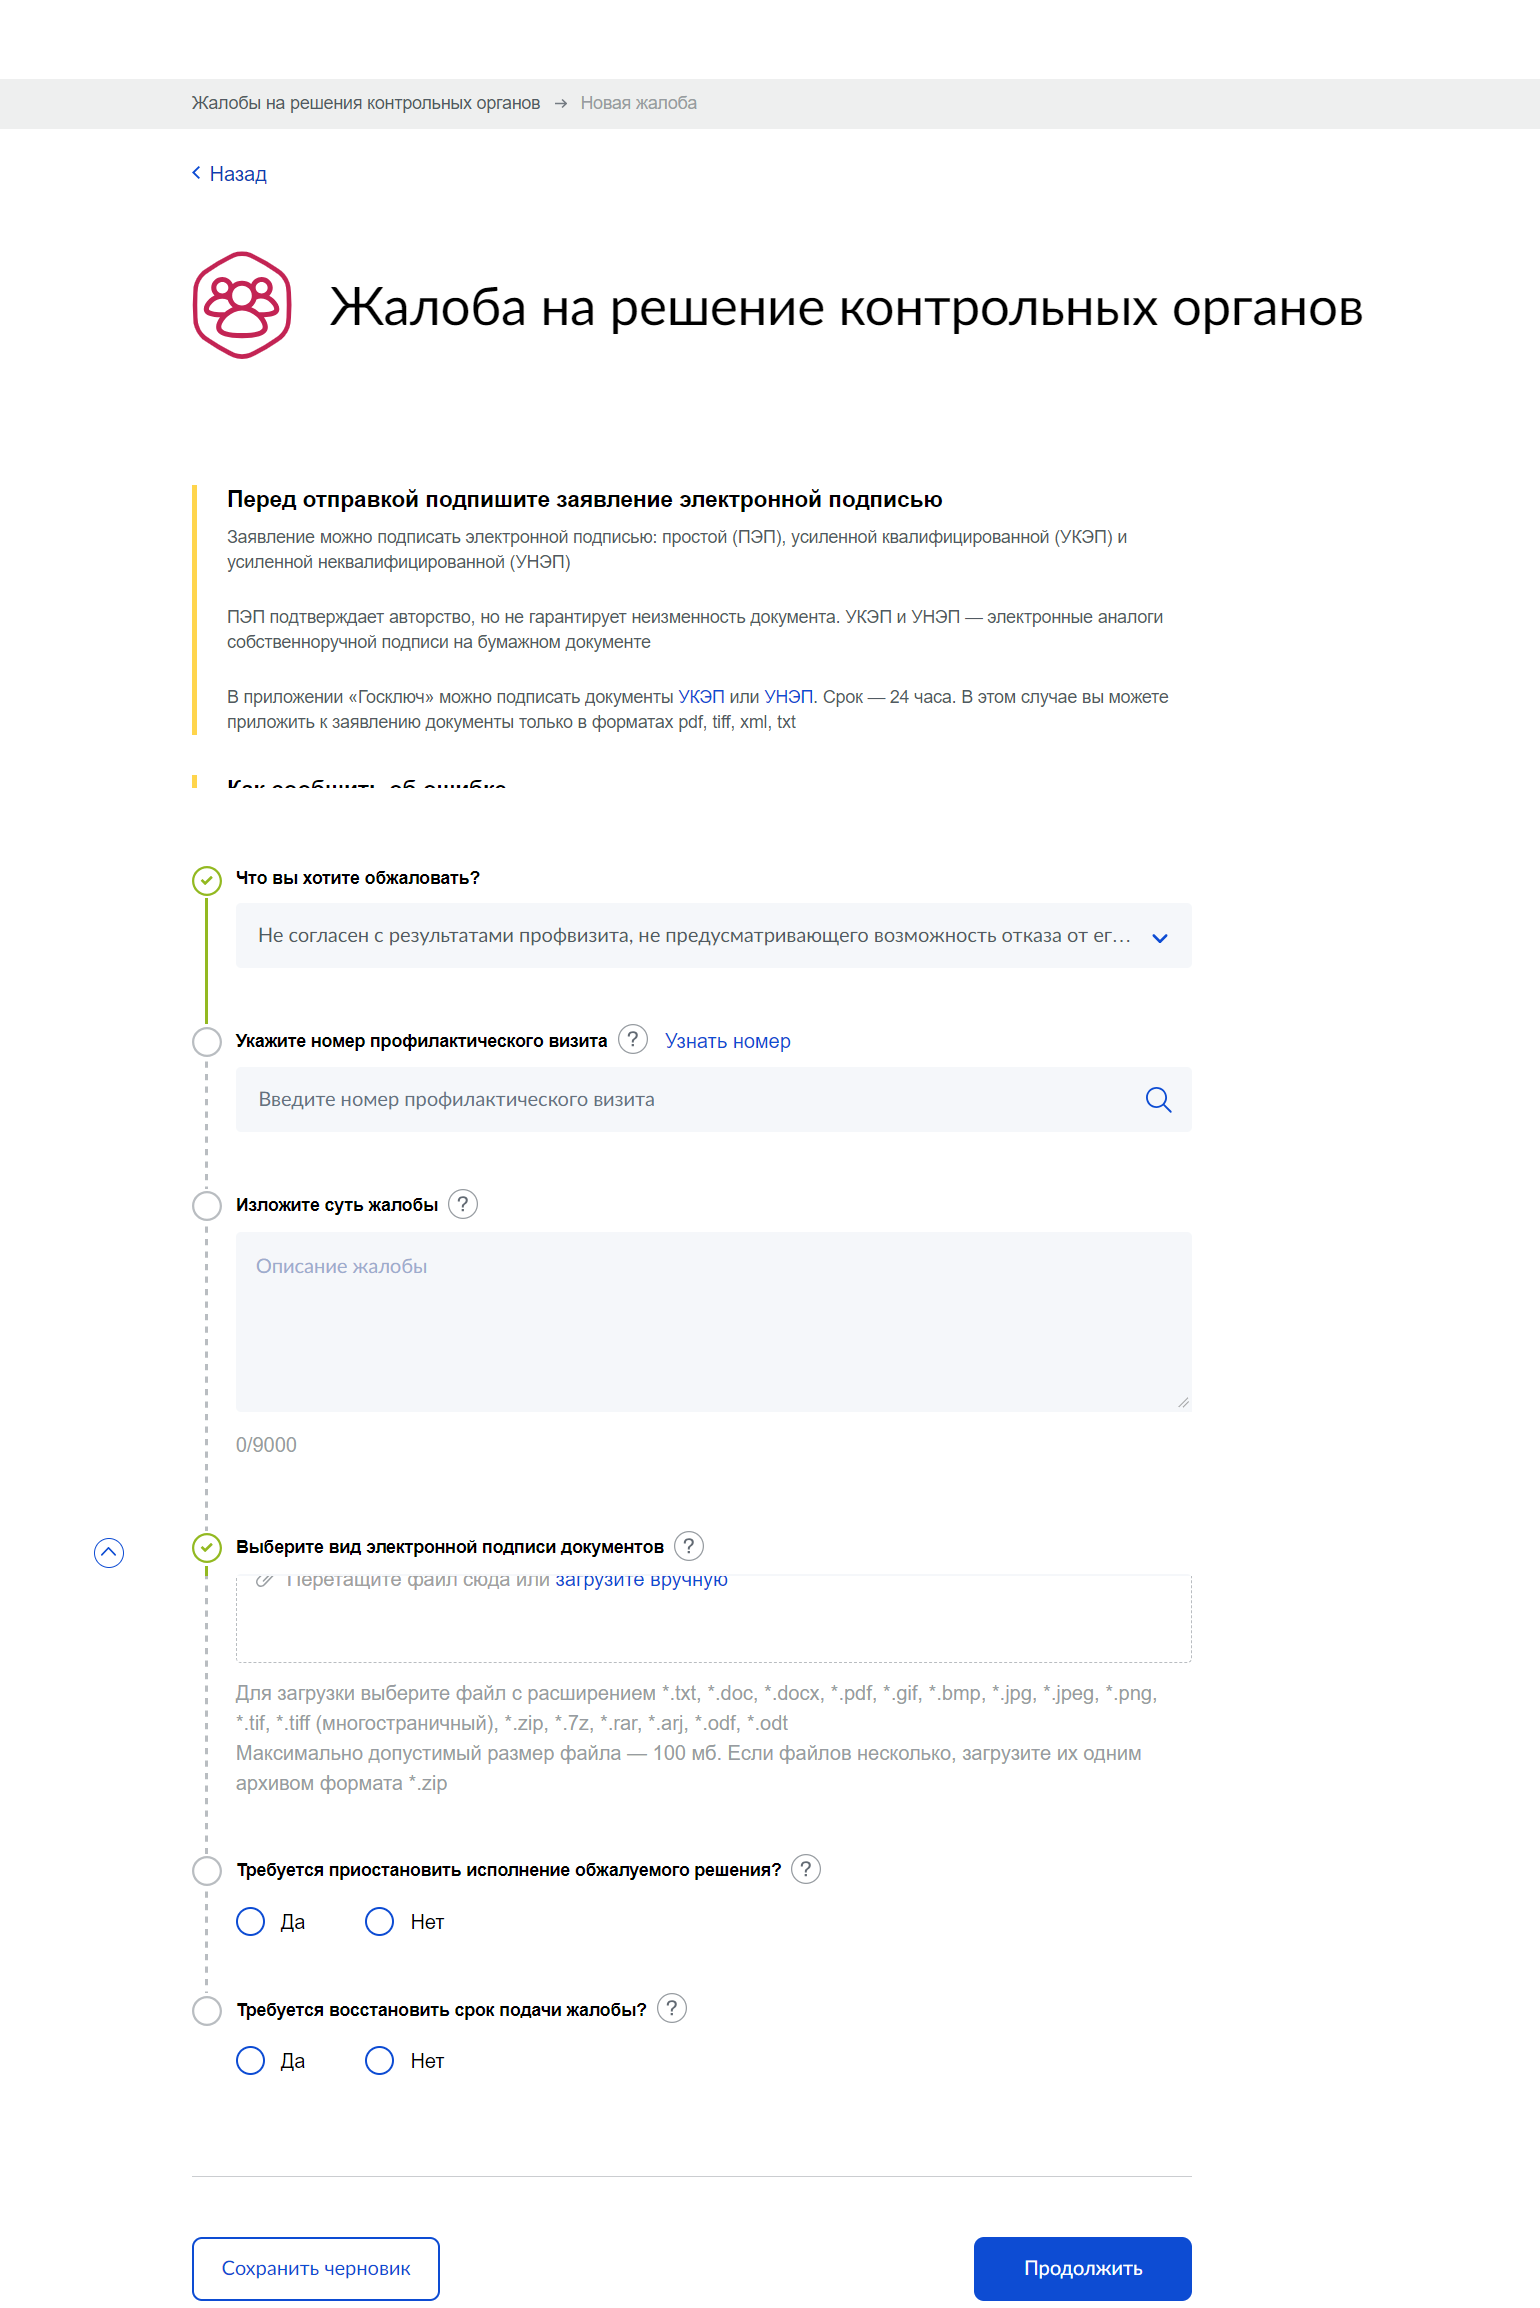 Жалобы на решения контрольных органов → Новая жалоба
Назад
Жалоба на решение контрольных органов
Перед отправкой подпишите заявление электронной подписью
Заявление можно подписать электронной подписью: простой (ПЭП), усиленной квалифицированной (УКЭП) и
усиленной неквалифицированной (УНЭП)
ПЭП подтверждает авторство, но не гарантирует неизменность документа. УКЭП и УНЭП — электронные аналоги
собственноручной подписи на бумажном документе
В приложении «Госключ» можно подписать документы УКЭП или УНЭП. Срок — 24 часа. В этом случае вы можете
приложить к заявлению документы только в форматах pdf, tiff, xml, txt
Как сообщить об ошибке
Что вы хотите обжаловать?
Не согласен с результатами профвизита, не предусматривающего возможность отказа от ег...
Укажите номер профилактического визита ? Узнать номер
Введите номер профилактического визита
Изложите суть жалобы ?
Описание жалобы
0/9000
Выберите вид электронной подписи документов ?
Перетащите файл сюда или загрузите вручную
Для загрузки выберите файл с расширением *.txt, *.doc, *.docx, *.pdf, *.gif, *.bmp, *.jpg, *.jpeg, *.png,
*.tif, *.tiff (многостраничный), *.zip, *.7z, *.rar, *.arj, *.odf, *.odt
Максимально допустимый размер файла — 100 мб. Если файлов несколько, загрузите их одним
архивом формата *.zip
Требуется приостановить исполнение обжалуемого решения? ?
Да Нет
Требуется восстановить срок подачи жалобы? ?
Да Нет
Сохранить черновик Продолжить